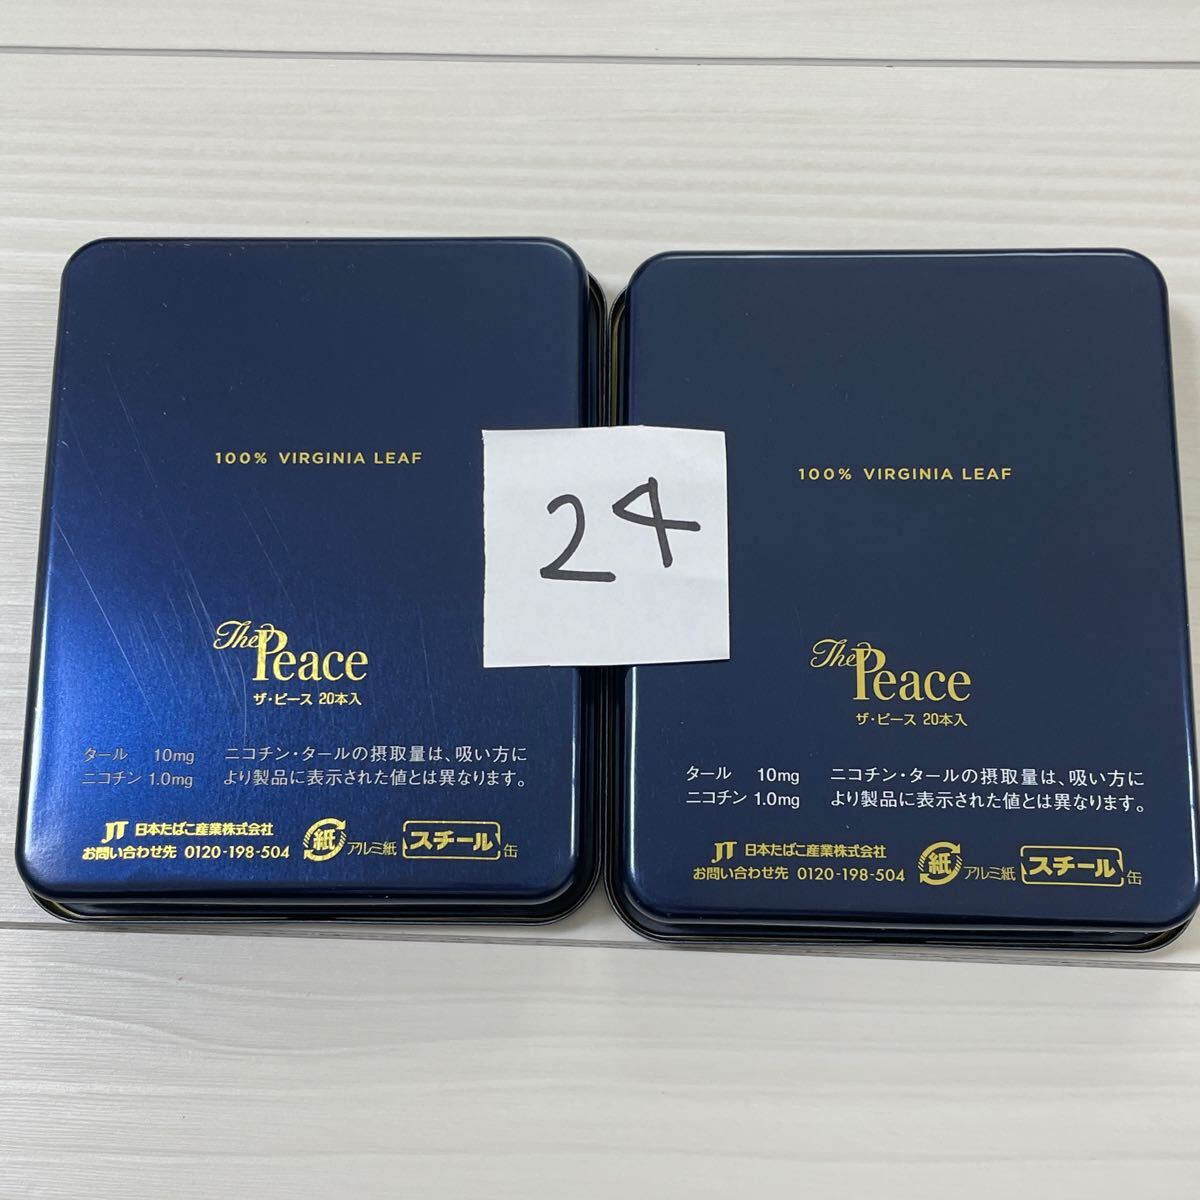 100% VIRGINIA LEAF
The Peace
ザ・ピース 20本入
タール 10mg
ニコチン 1.0mg
ニコチン・タールの摂取量は、吸い方に
より製品に表示された値とは異なります。
JT 日本たばこ産業株式会社
お問い合わせ先 0120-198-504
紙 アルミ紙 スチール 缶
24
100% VIRGINIA LEAF
The Peace
ザ・ピース 20本入
タール 10mg
ニコチン 1.0mg
ニコチン・タールの摂取量は、吸い方に
より製品に表示された値とは異なります。
JT 日本たばこ産業株式会社
お問い合わせ先 0120-198-504
紙 アルミ紙 スチール 缶